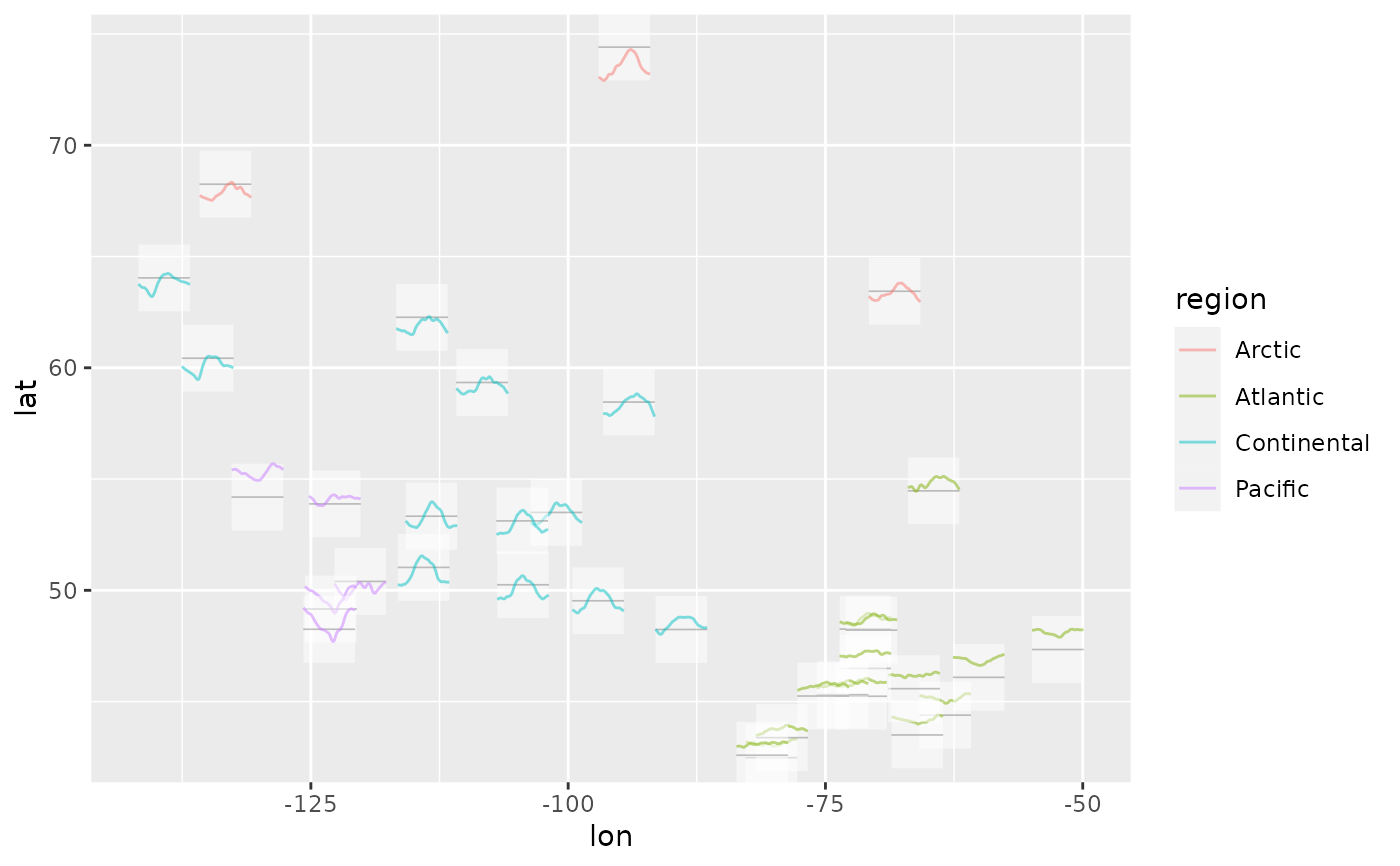 70
60
50
lat
-125
-100
-75
-50
lon
region
Arctic
Atlantic
Continental
Pacific